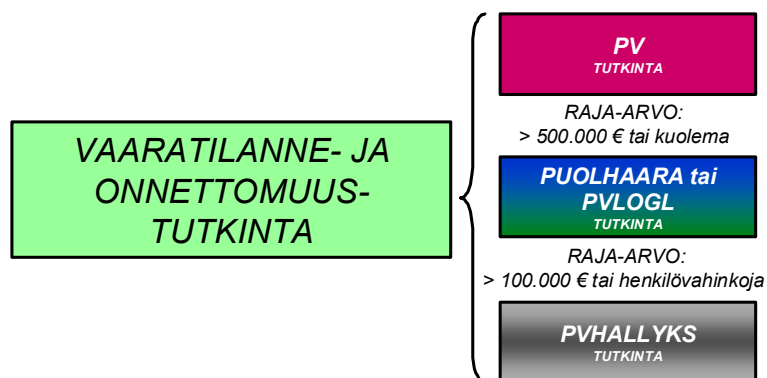 VAARATILANNE- JA
ONNETTOMUUS-
TUTKINTA
PV
TUTKINTA
RAJA-ARVO:
> 500.000 € tai kuolema
PUOLHAARA tai
PVLOGL
TUTKINTA
RAJA-ARVO:
> 100.000 € tai henkilövahinkoja
PVHALLYKS
TUTKINTA